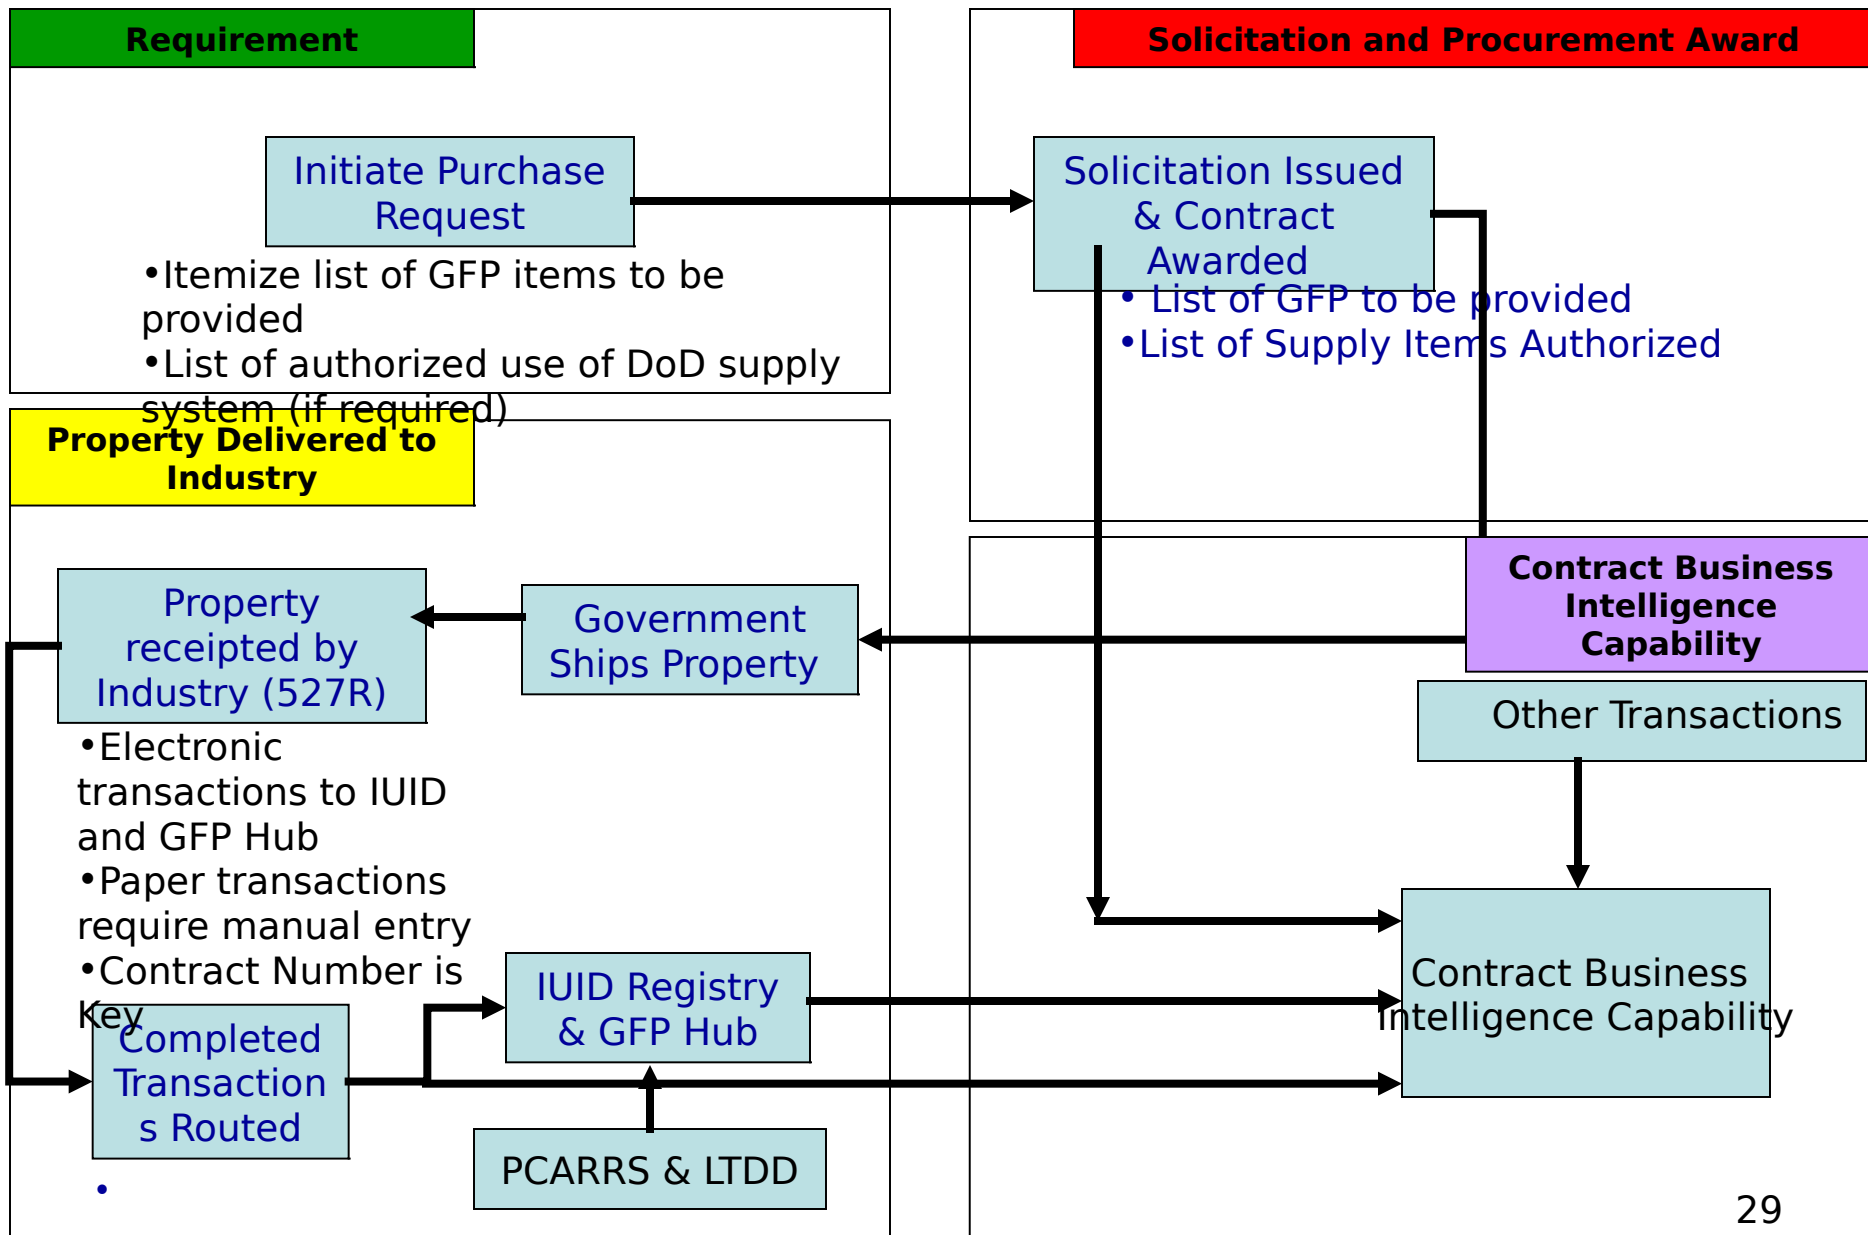 Requirement
Initiate Purchase
Request
•Itemize list of GFP items to be
provided
•List of authorized use of DoD supply
system (if required)
Solicitation and Procurement Award
Solicitation Issued
& Contract
Awarded
• List of GFP to be provided
•List of Supply Items Authorized
Property Delivered to
Industry
Property
receipted by
Industry (527R)
Government
Ships Property
•Electronic
transactions to IUID
and GFP Hub
•Paper transactions
require manual entry
•Contract Number is
Key
Completed
Transaction
s Routed
•
IUID Registry
& GFP Hub
PCARRS & LTDD
Contract Business
Intelligence
Capability
Other Transactions
Contract Business
Intelligence Capability
29